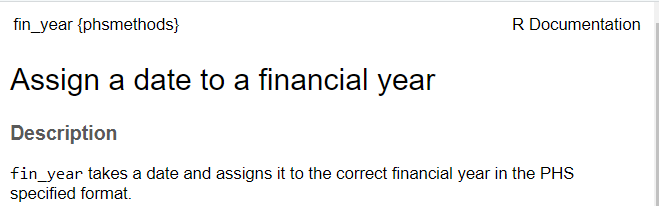 fin_year {phsmethods} R Documentation
Assign a date to a financial year
Description
fin_year takes a date and assigns it to the correct financial year in the PHS
specified format.